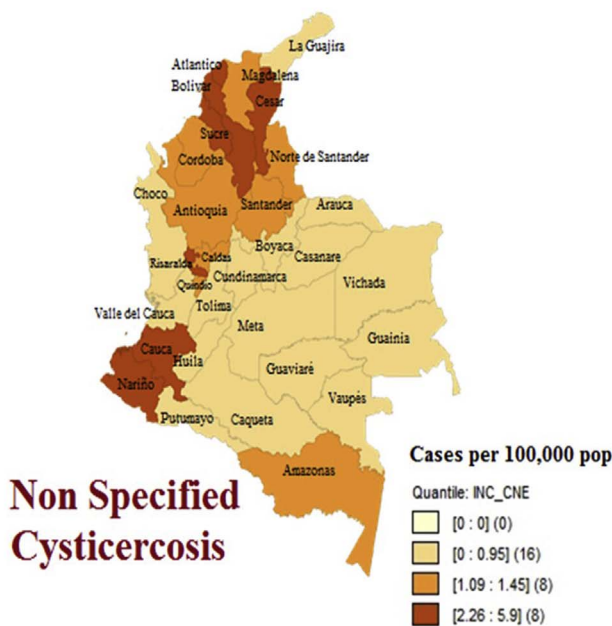 La Guajira
Atlantico
Magdalena
Bolivar
Cesar
Sucre
Norte de Santander
Cordoba
Choco
Santander
Arauca
Antioquia
Boyaca
Casanare
Risaralda
Caldas
Cundinamarca
Vichada
Quindio
Tolima
Valle del Cauca
Meta
Guainia
Cauca
Huila
Guaviare
Nariño
Vaupés
Putumayo
Caqueta
Amazonas
Non Specified
Cysticercosis
Cases per 100,000 pop
Quantile: INC_CNE
[0 : 0] (0)
[0 : 0.95] (16)
[1.09 : 1.45] (8)
[2.26 : 5.9] (8)